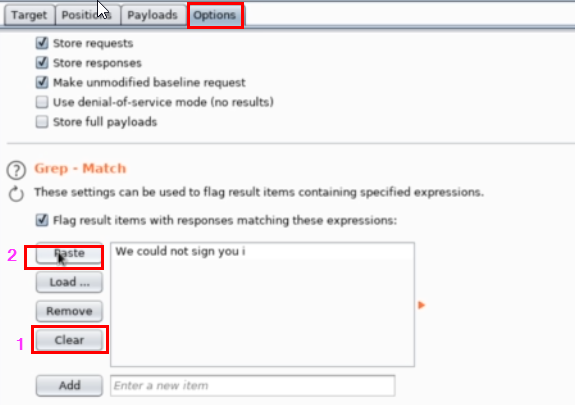 Target Positions Payloads Options
Store requests
Store responses
Make unmodified baseline request
Use denial-of-service mode (no results)
Store full payloads
Grep - Match
These settings can be used to flag result items containing specified expressions.
Flag result items with responses matching these expressions:
2 Paste We could not sign you i
Load ...
Remove
1 Clear
Add Enter a new item